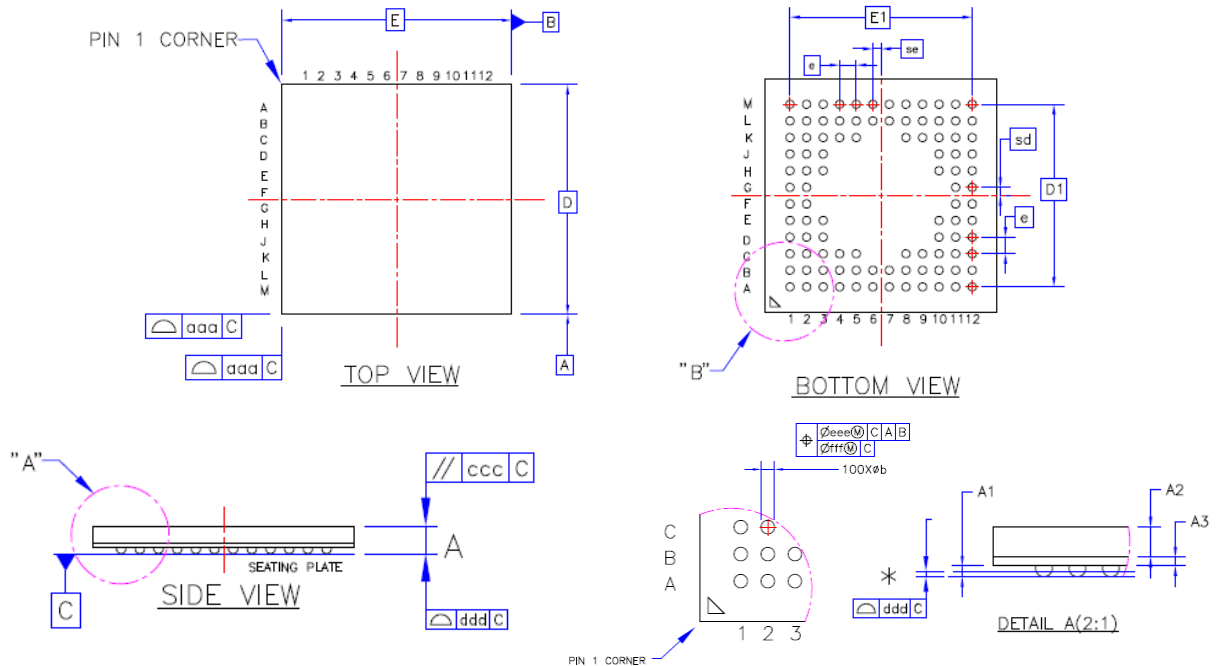 E
B
PIN 1 CORNER
1 2 3 4 5 6 7 8 9 10 11 12
A
B
C
D
E
F
G
H
J
K
L
M
D
aaa C
aaa C
A
TOP VIEW
E1
se
e
M
L
K
J
H
G
F
E
D
C
B
A
sd
D1
e
1 2 3 4 5 6 7 8 9 10 11 12
"B"
BOTTOM VIEW
"A"
// ccc C
A
SEATING PLATE
C
SIDE VIEW
ddd C
⌖ Øeee Ⓜ C A B
Øfff Ⓜ C
100XØb
C
B
A
1 2 3
PIN 1 CORNER
A1
A2
A3
*
ddd C
DETAIL A(2:1)